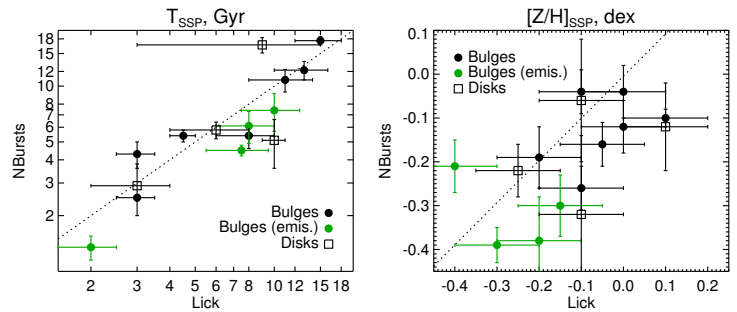 T_SSP, Gyr
NBursts
18
15
12
10
8
7
6
5
4
3
2
Bulges
Bulges (emis.)
Disks
2 3 4 5 6 7 8 10 12 15 18
Lick
[Z/H]_SSP, dex
NBursts
0.1
0.0
-0.1
-0.2
-0.3
-0.4
Bulges
Bulges (emis.)
Disks
-0.4 -0.3 -0.2 -0.1 0.0 0.1 0.2
Lick